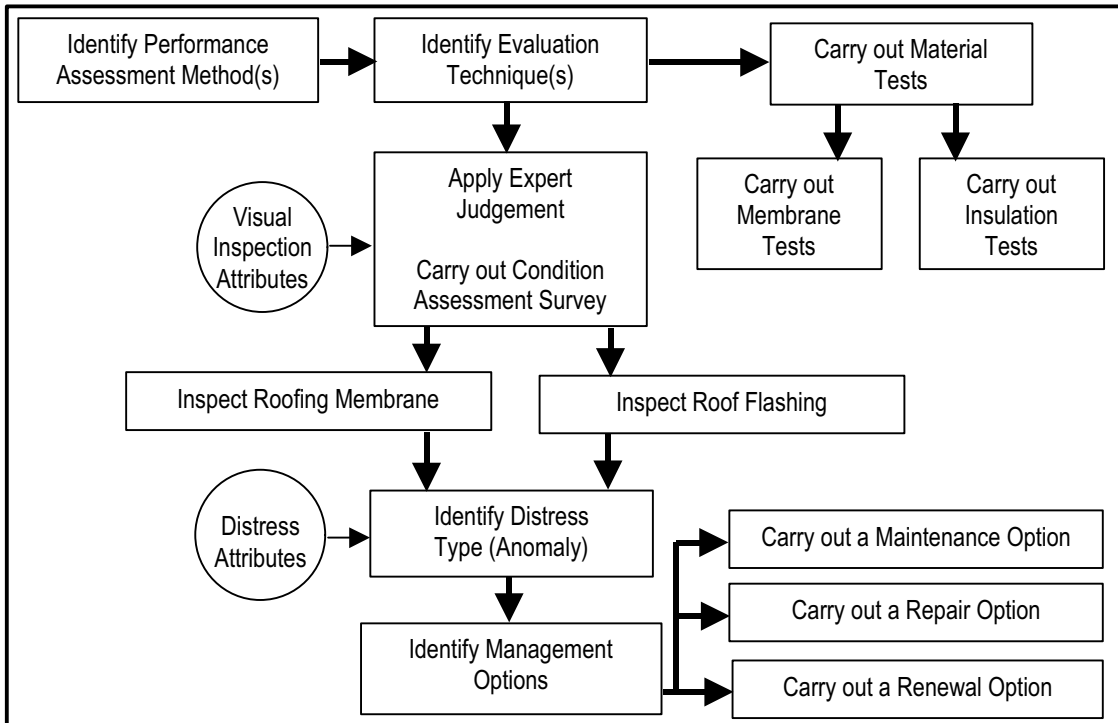 Identify Performance
Assessment Method(s)
Identify Evaluation
Technique(s)
Carry out Material
Tests
Apply Expert
Judgement
Carry out Condition
Assessment Survey
Visual
Inspection
Attributes
Carry out
Membrane
Tests
Carry out
Insulation
Tests
Inspect Roofing Membrane
Inspect Roof Flashing
Distress
Attributes
Identify Distress
Type (Anomaly)
Identify Management
Options
Carry out a Maintenance Option
Carry out a Repair Option
Carry out a Renewal Option